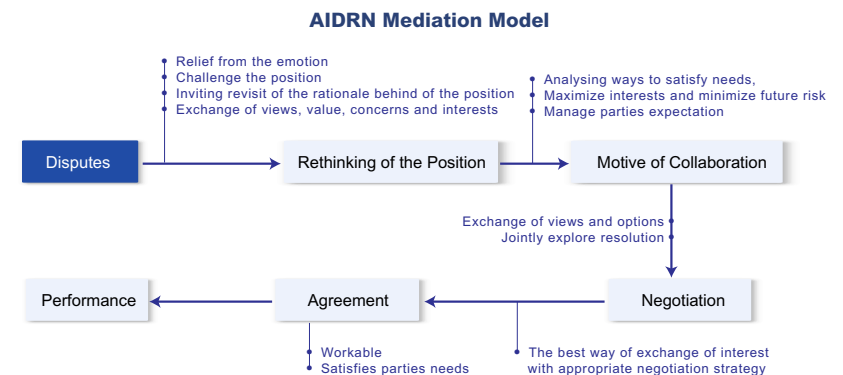 AIDRN Mediation Model
Relief from the emotion
Challenge the position
Inviting revisit of the rationale behind of the position
Exchange of views, value, concerns and interests
Analysing ways to satisfy needs,
Maximize interests and minimize future risk
Manage parties expectation
Disputes
Rethinking of the Position
Motive of Collaboration
Exchange of views and options
Jointly explore resolution
Performance
Agreement
Negotiation
Workable
Satisfies parties needs
The best way of exchange of interest
with appropriate negotiation strategy